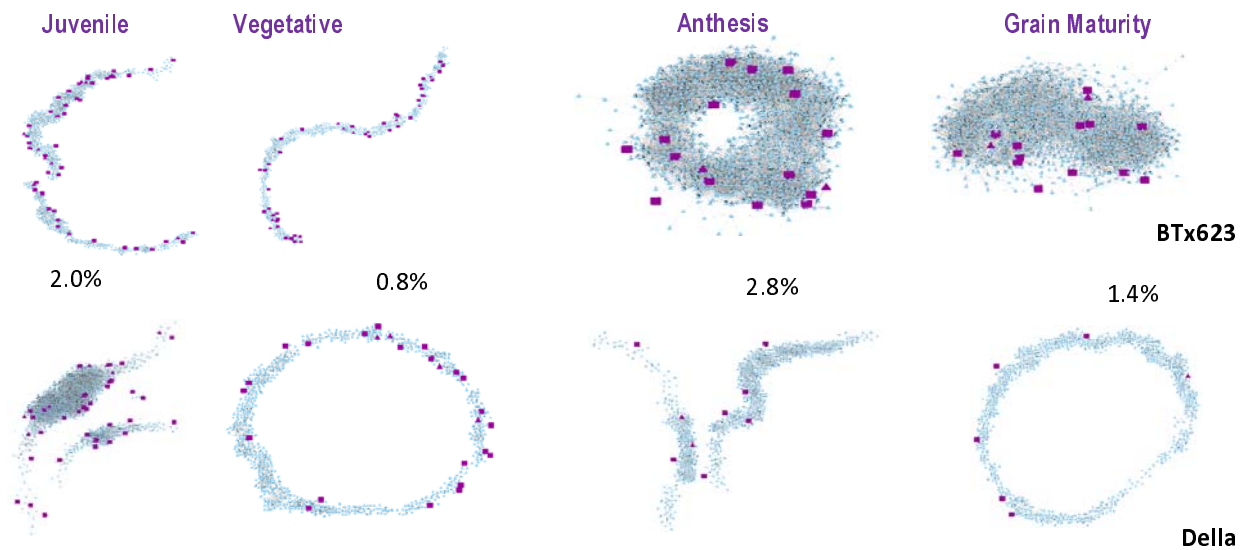 Juvenile
Vegetative
Anthesis
Grain Maturity
BTx623
2.0%
0.8%
2.8%
1.4%
Della